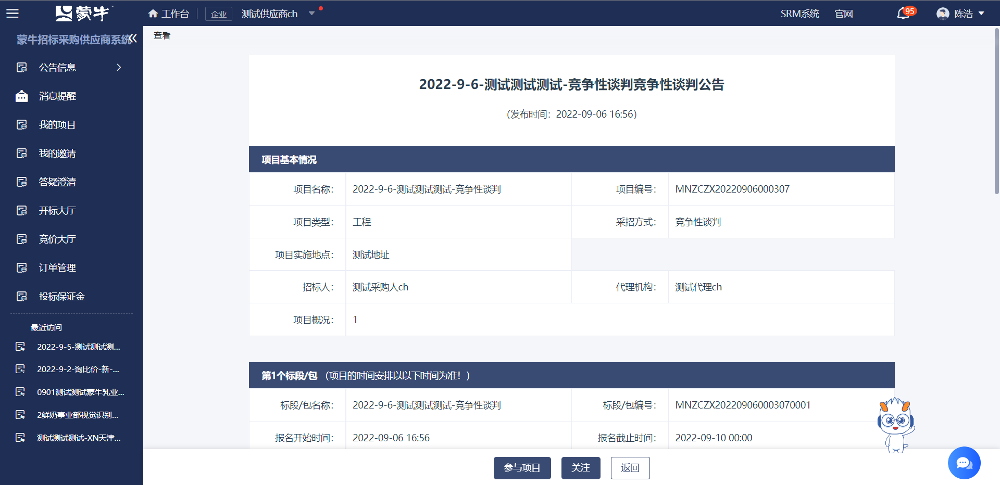 蒙牛™
工作台
企业
测试供应商ch
SRM系统
官网
95
陈浩
蒙牛招标采购供应商系统
公告信息
消息提醒
我的项目
我的邀请
答疑澄清
开标大厅
竞价大厅
订单管理
投标保证金
最近访问
2022-9-5-测试测试测...
2022-9-2-询比价-新-...
0901测试测试蒙牛乳业...
2鲜奶事业部视觉识别...
测试测试测试-XN天津...
查看
2022-9-6-测试测试测试-竞争性谈判竞争性谈判公告
（发布时间：2022-09-06 16:56）
项目基本情况
项目名称： 2022-9-6-测试测试测试-竞争性谈判 项目编号： MNZCZX20220906000307
项目类型： 工程 采招方式： 竞争性谈判
项目实施地点： 测试地址
招标人： 测试采购人ch 代理机构： 测试代理ch
项目概况： 1
第1个标段/包 （项目的时间安排以以下时间为准！）
标段/包名称： 2022-9-6-测试测试测试-竞争性谈判 标段/包编号： MNZCZX202209060003070001
报名开始时间： 2022-09-06 16:56 报名截止时间： 2022-09-10 00:00
参与项目 关注 返回